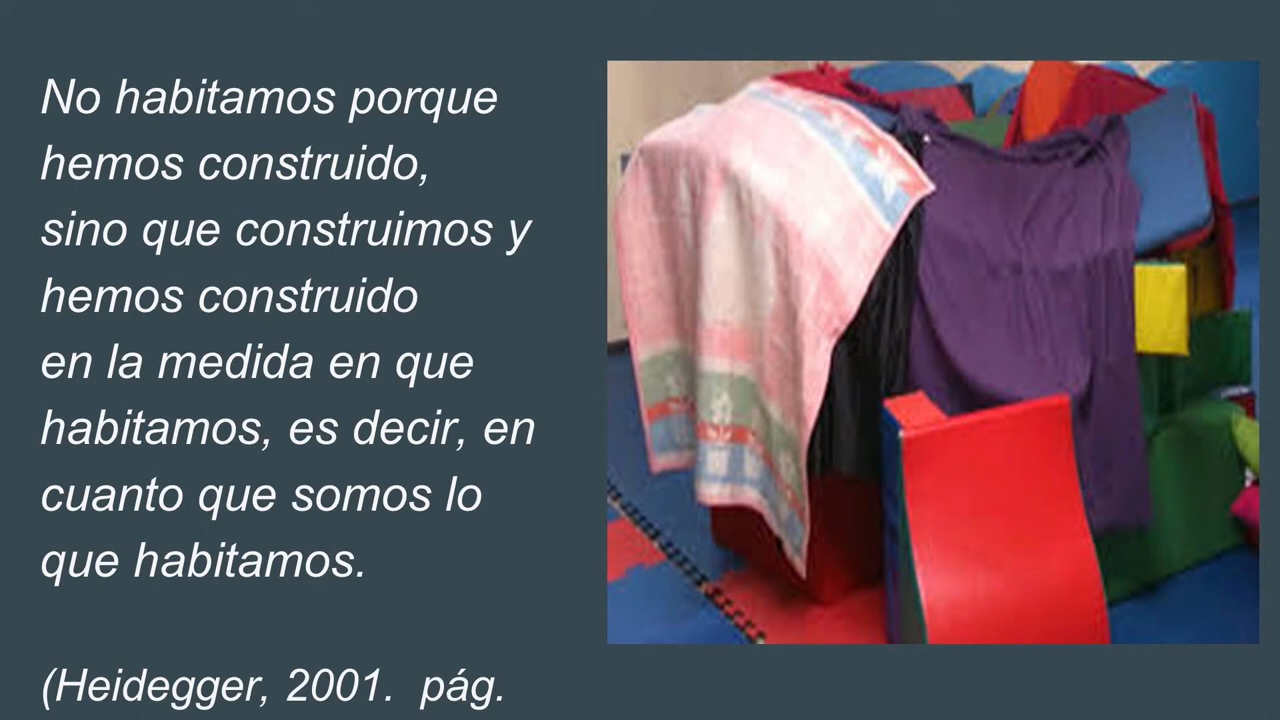 No habitamos porque
hemos construido,
sino que construimos y
hemos construido
en la medida en que
habitamos, es decir, en
cuanto que somos lo
que habitamos.
(Heidegger, 2001.  pág.